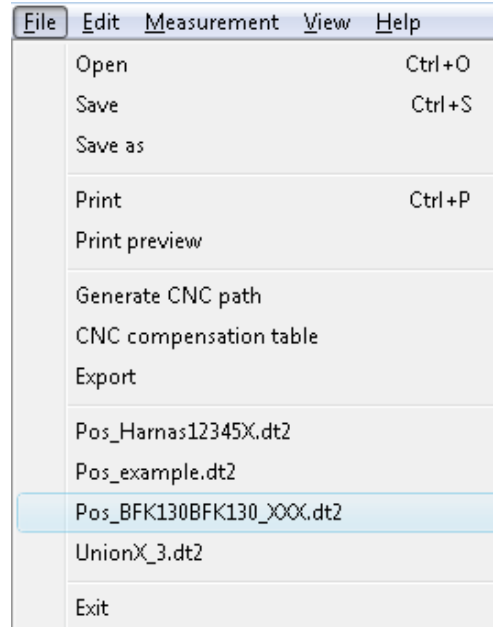 File Edit Measurement View Help
Open Ctrl+O
Save Ctrl+S
Save as
Print Ctrl+P
Print preview
Generate CNC path
CNC compensation table
Export
Pos_Harnas12345X.dt2
Pos_example.dt2
Pos_BFK130BFK130_XXX.dt2
UnionX_3.dt2
Exit